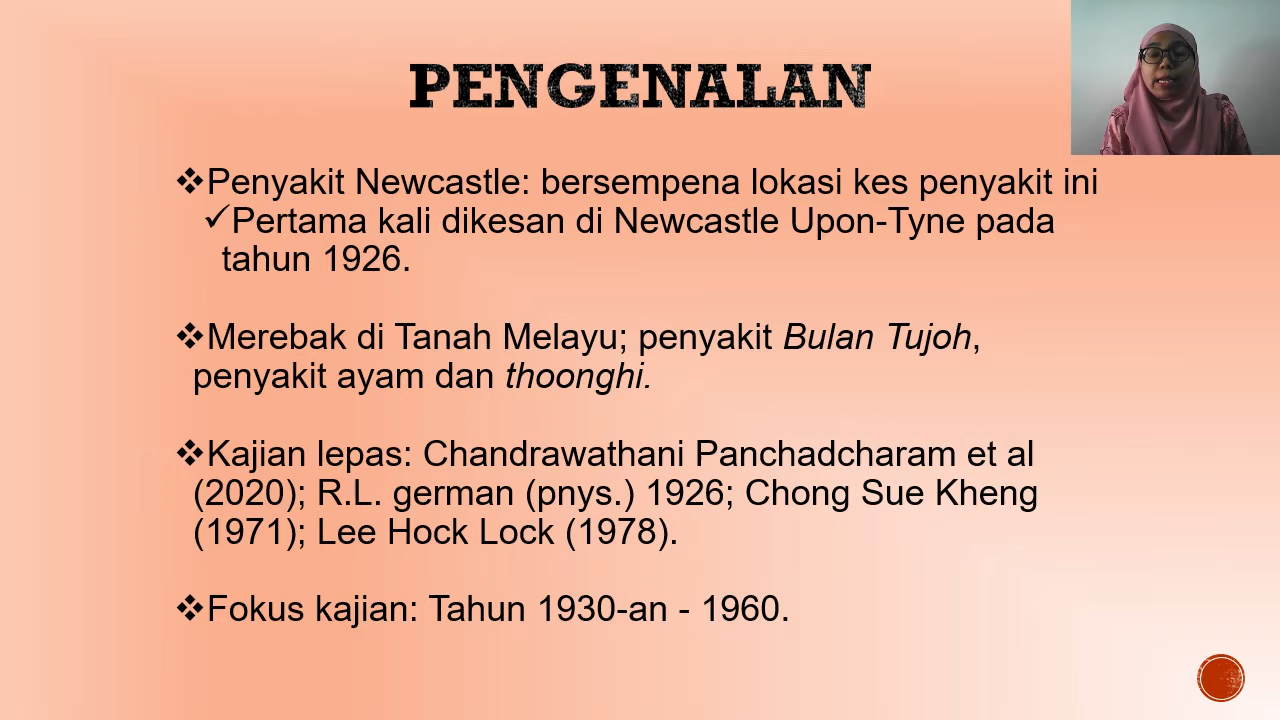 PENGENALAN
❖Penyakit Newcastle: bersempena lokasi kes penyakit ini
✓Pertama kali dikesan di Newcastle Upon-Tyne pada
tahun 1926.
❖Merebak di Tanah Melayu; penyakit Bulan Tujoh,
penyakit ayam dan thoonghi.
❖Kajian lepas: Chandrawathani Panchadcharam et al
(2020); R.L. german (pnys.) 1926; Chong Sue Kheng
(1971); Lee Hock Lock (1978).
❖Fokus kajian: Tahun 1930-an - 1960.